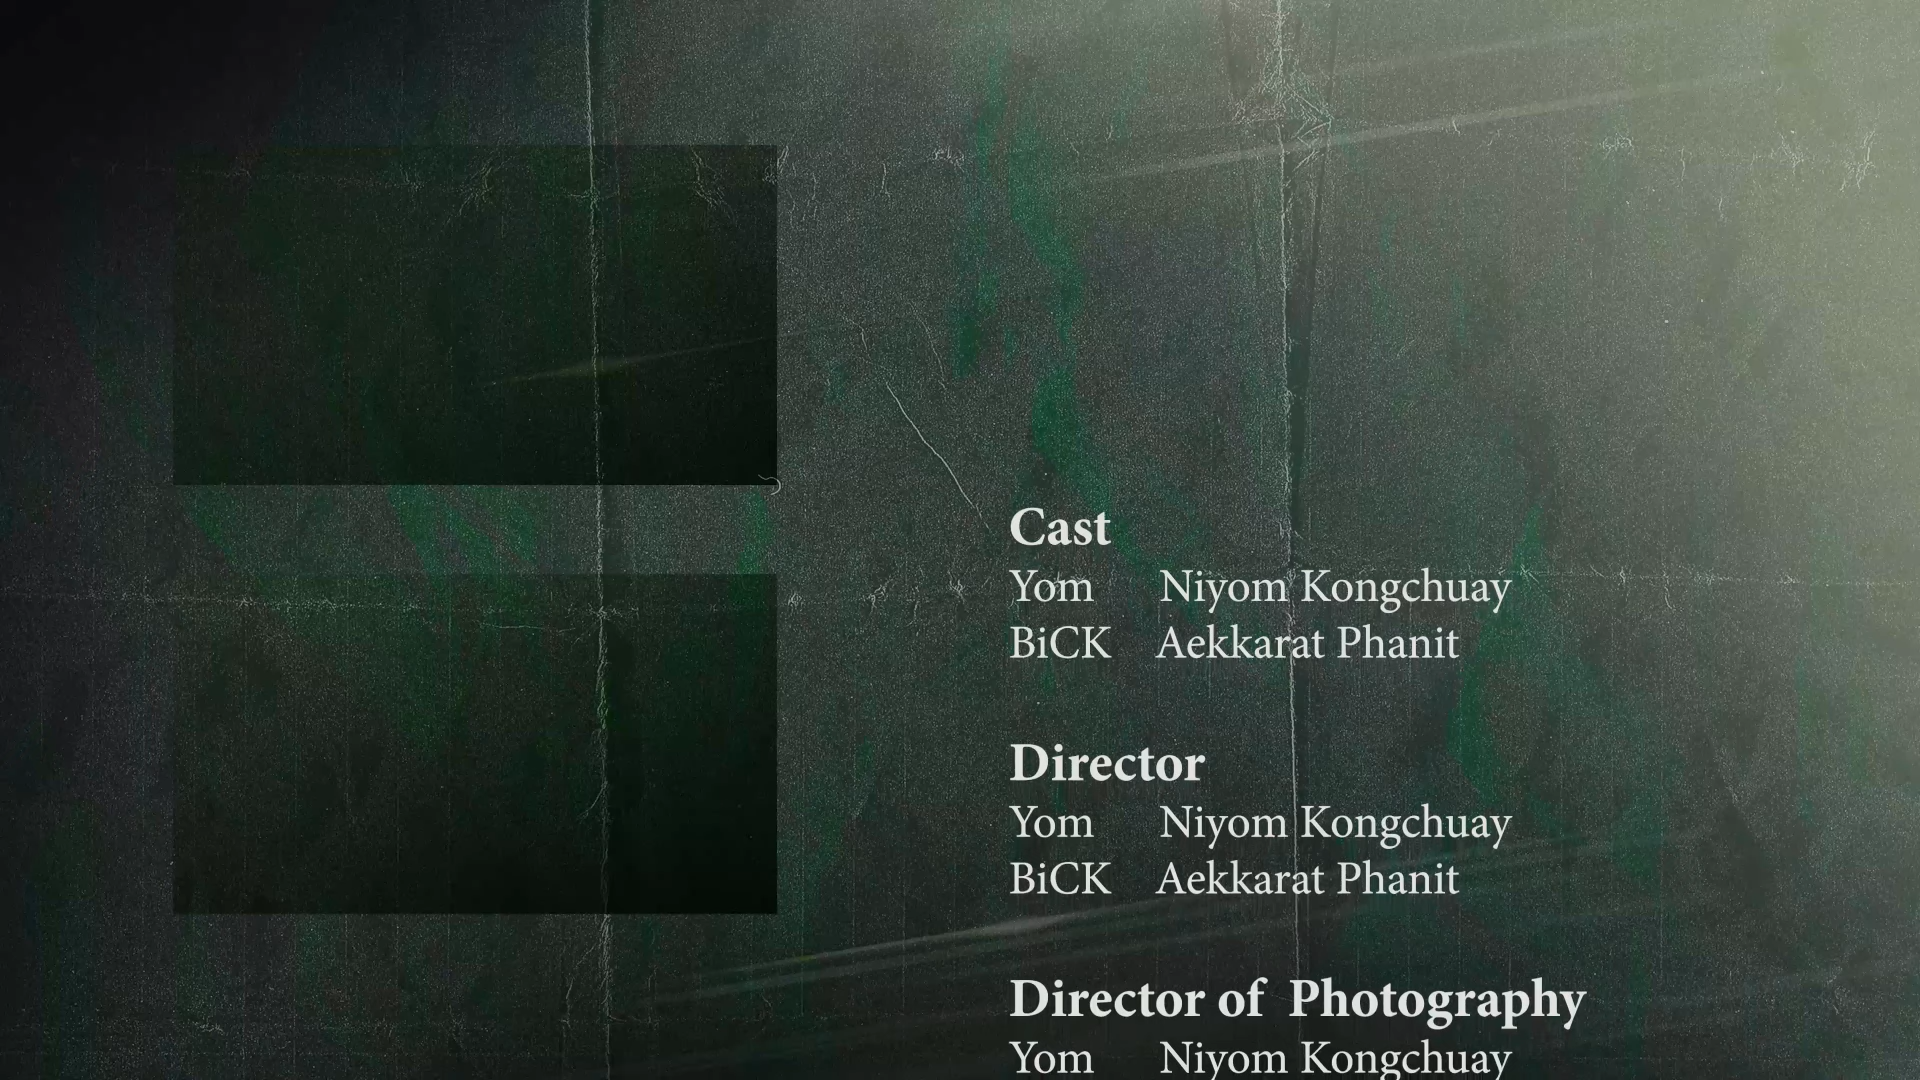 Cast
Yom Niyom Kongchuay
BiCK Aekkarat Phanit
Director
Yom Niyom Kongchuay
BiCK Aekkarat Phanit
Director of Photography
Yom Niyom Kongchuay